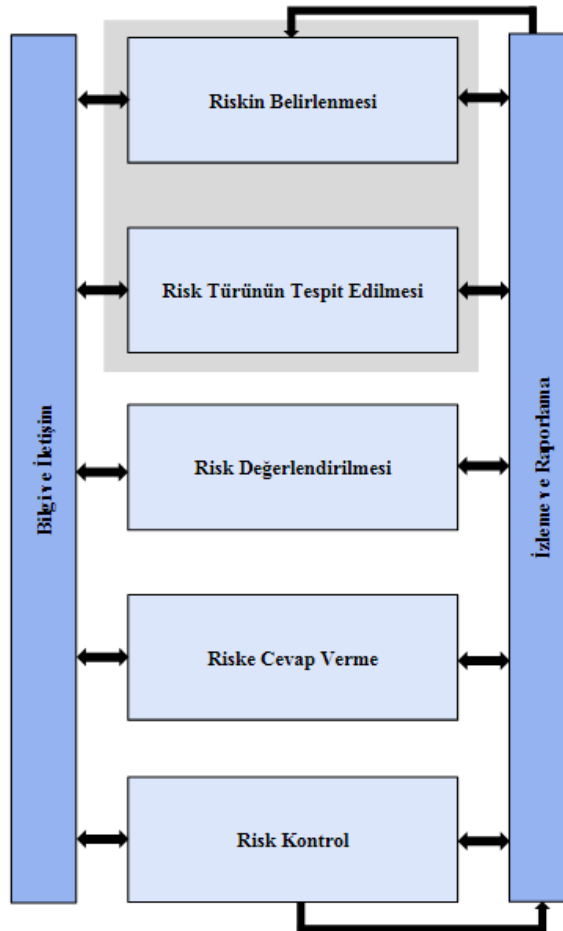 Riskin Belirlenmesi
Risk Türünün Tespit Edilmesi
Risk Değerlendirilmesi
Riske Cevap Verme
Risk Kontrol
Bilgi ve İletişim
İzleme ve Raporlama